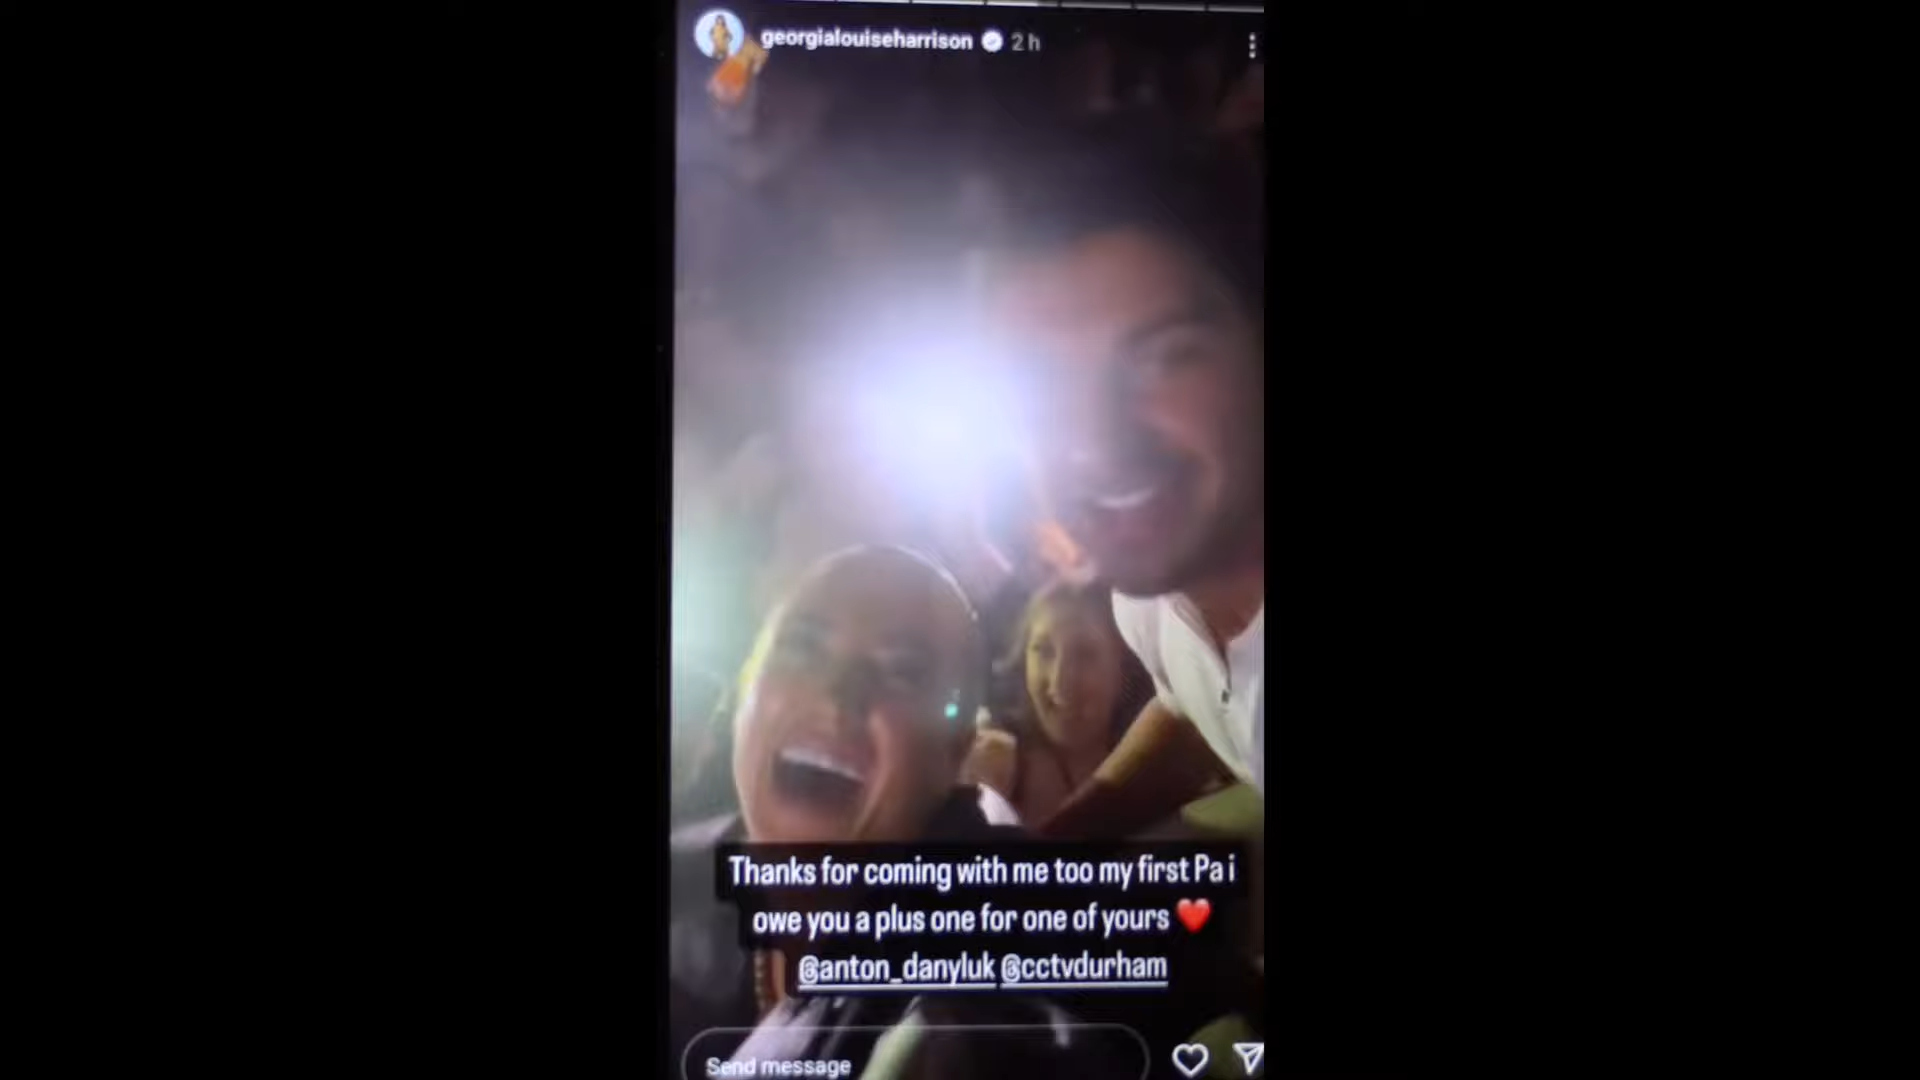 georgialouiseharrison 2 h
Thanks for coming with me too my first Pa i
owe you a plus one for one of yours ❤️
@anton_danyluk @cctvdurham
Send message